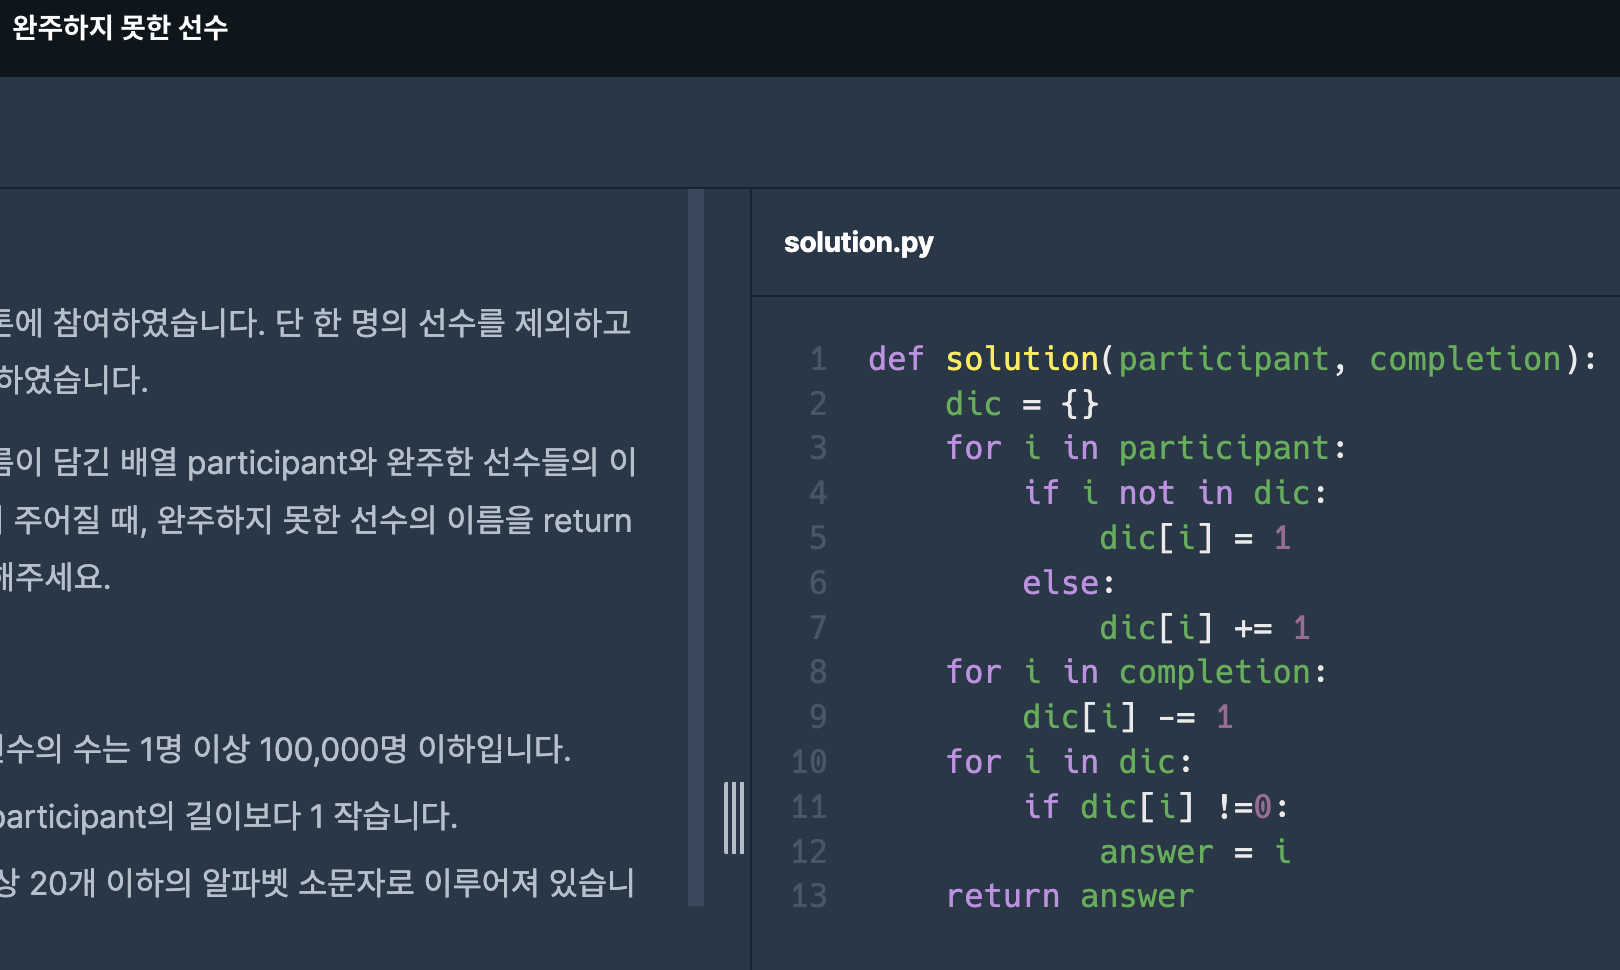 완주하지 못한 선수
에 참여하였습니다. 단 한 명의 선수를 제외하고
하였습니다.
이 담긴 배열 participant와 완주한 선수들의 이
주어질 때, 완주하지 못한 선수의 이름을 return
해주세요.
선수의 수는 1명 이상 100,000명 이하입니다.
participant의 길이보다 1 작습니다.
상 20개 이하의 알파벳 소문자로 이루어져 있습니
solution.py
1 def solution(participant, completion):
2     dic = {}
3     for i in participant:
4         if i not in dic:
5             dic[i] = 1
6         else:
7             dic[i] += 1
8     for i in completion:
9         dic[i] -= 1
10     for i in dic:
11         if dic[i] !=0:
12             answer = i
13     return answer